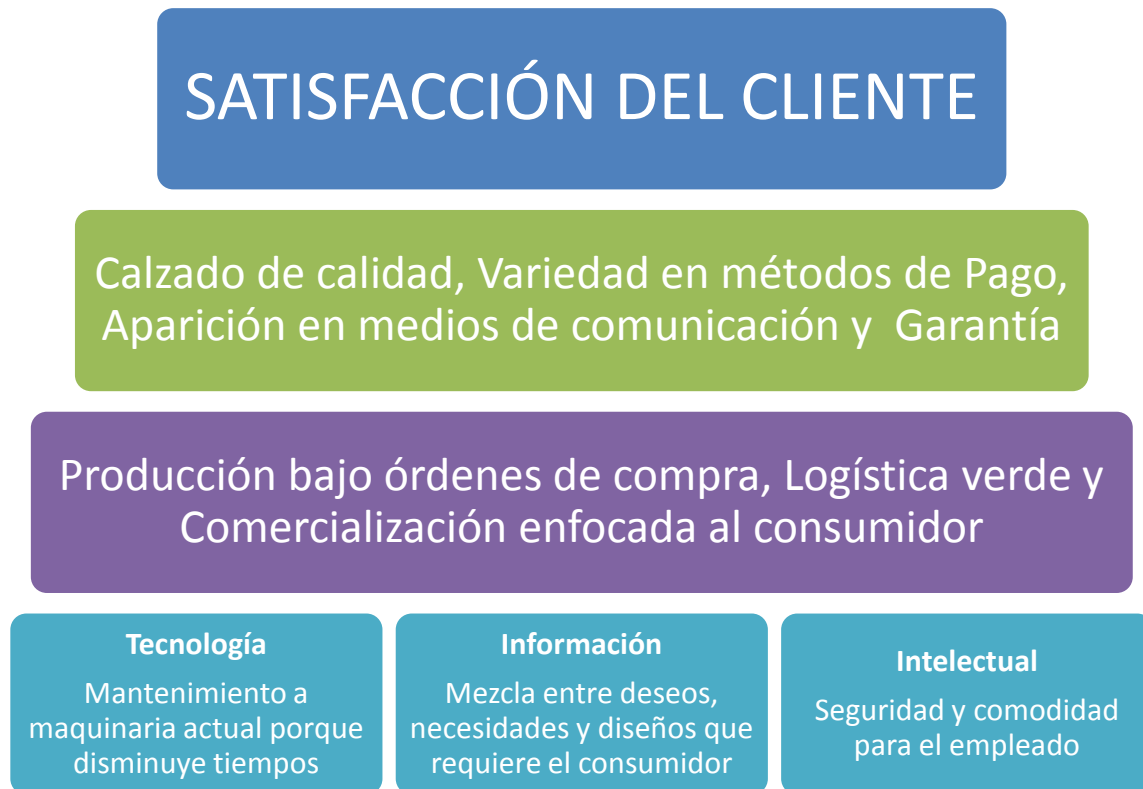 SATISFACCIÓN DEL CLIENTE
Calzado de calidad, Variedad en métodos de Pago,
Aparición en medios de comunicación y  Garantía
Producción bajo órdenes de compra, Logística verde y
Comercialización enfocada al consumidor
Tecnología
Mantenimiento a
maquinaria actual porque
disminuye tiempos
Información
Mezcla entre deseos,
necesidades y diseños que
requiere el consumidor
Intelectual
Seguridad y comodidad
para el empleado